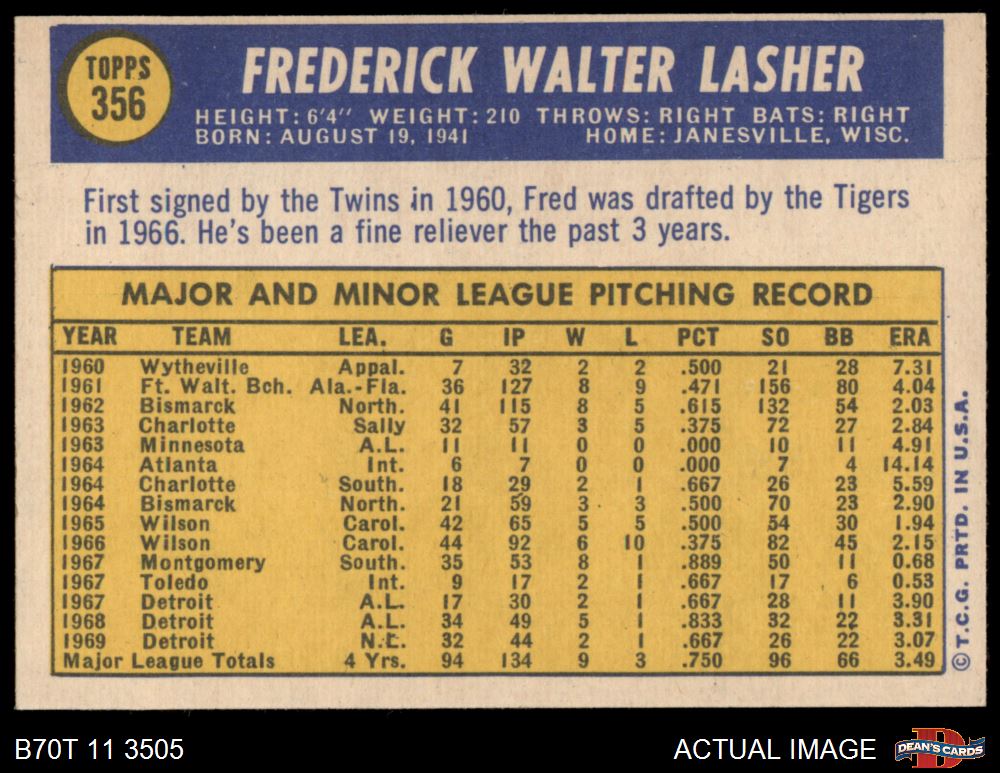 TOPPS
356
FREDERICK WALTER LASHER
HEIGHT: 6'4" WEIGHT: 210 THROWS: RIGHT BATS: RIGHT
BORN: AUGUST 19, 1941 HOME: JANESVILLE, WISC.
First signed by the Twins in 1960, Fred was drafted by the Tigers
in 1966. He's been a fine reliever the past 3 years.
MAJOR AND MINOR LEAGUE PITCHING RECORD
YEAR TEAM LEA. G IP W L PCT SO BB ERA
1960 Wytheville Appal. 7 32 2 2 .500 21 28 7.31
1961 Ft. Walt. Bch. Ala.-Fla. 36 127 8 9 .471 156 80 4.04
1962 Bismarck North. 41 115 8 5 .615 132 54 2.03
1963 Charlotte Sally 32 57 3 5 .375 72 27 2.84
1963 Minnesota A.L. 11 11 0 0 .000 10 11 4.91
1964 Atlanta Int. 6 7 0 0 .000 7 4 14.14
1964 Charlotte South. 18 29 2 1 .667 26 23 5.59
1964 Bismarck North. 21 59 3 3 .500 70 23 2.90
1965 Wilson Carol. 42 65 5 5 .500 54 30 1.94
1966 Wilson Carol. 44 92 6 10 .375 82 45 2.15
1967 Montgomery South. 35 53 8 1 .889 50 11 0.68
1967 Toledo Int. 9 17 2 1 .667 17 6 0.53
1967 Detroit A.L. 17 30 2 1 .667 28 11 3.90
1968 Detroit A.L. 34 49 5 1 .833 32 22 3.31
1969 Detroit N.L. 32 44 2 1 .667 26 22 3.07
Major League Totals 4 Yrs. 94 134 9 3 .750 96 66 3.49
© T.C.G. PRTD. IN U.S.A.
B70T 11 3505
ACTUAL IMAGE
D
DEAN'S CARDS